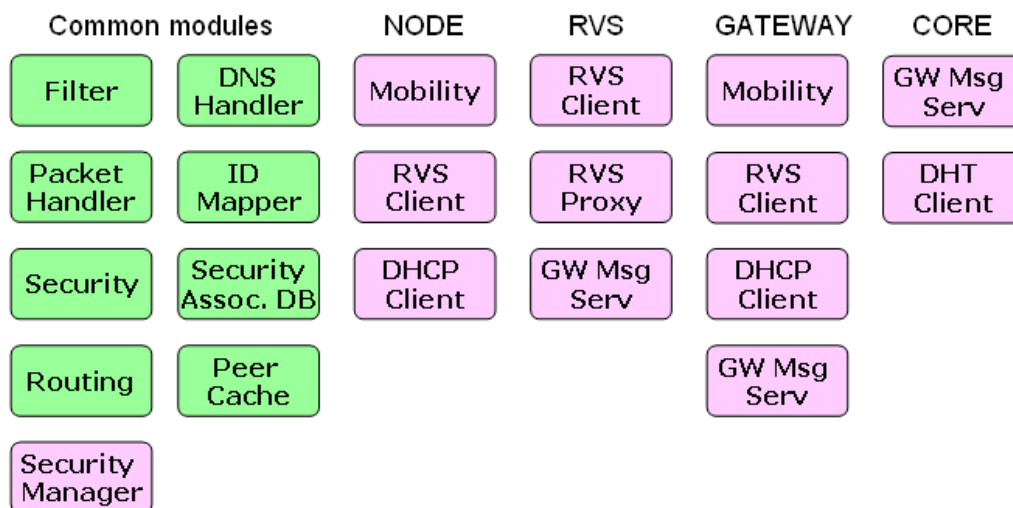 Common modules
NODE
RVS
GATEWAY
CORE
Filter
DNS
Handler
Mobility
RVS
Client
Mobility
GW Msg
Serv
Packet
Handler
ID
Mapper
RVS
Client
RVS
Proxy
RVS
Client
DHT
Client
Security
Security
Assoc. DB
DHCP
Client
GW Msg
Serv
DHCP
Client
Routing
Peer
Cache
GW Msg
Serv
Security
Manager